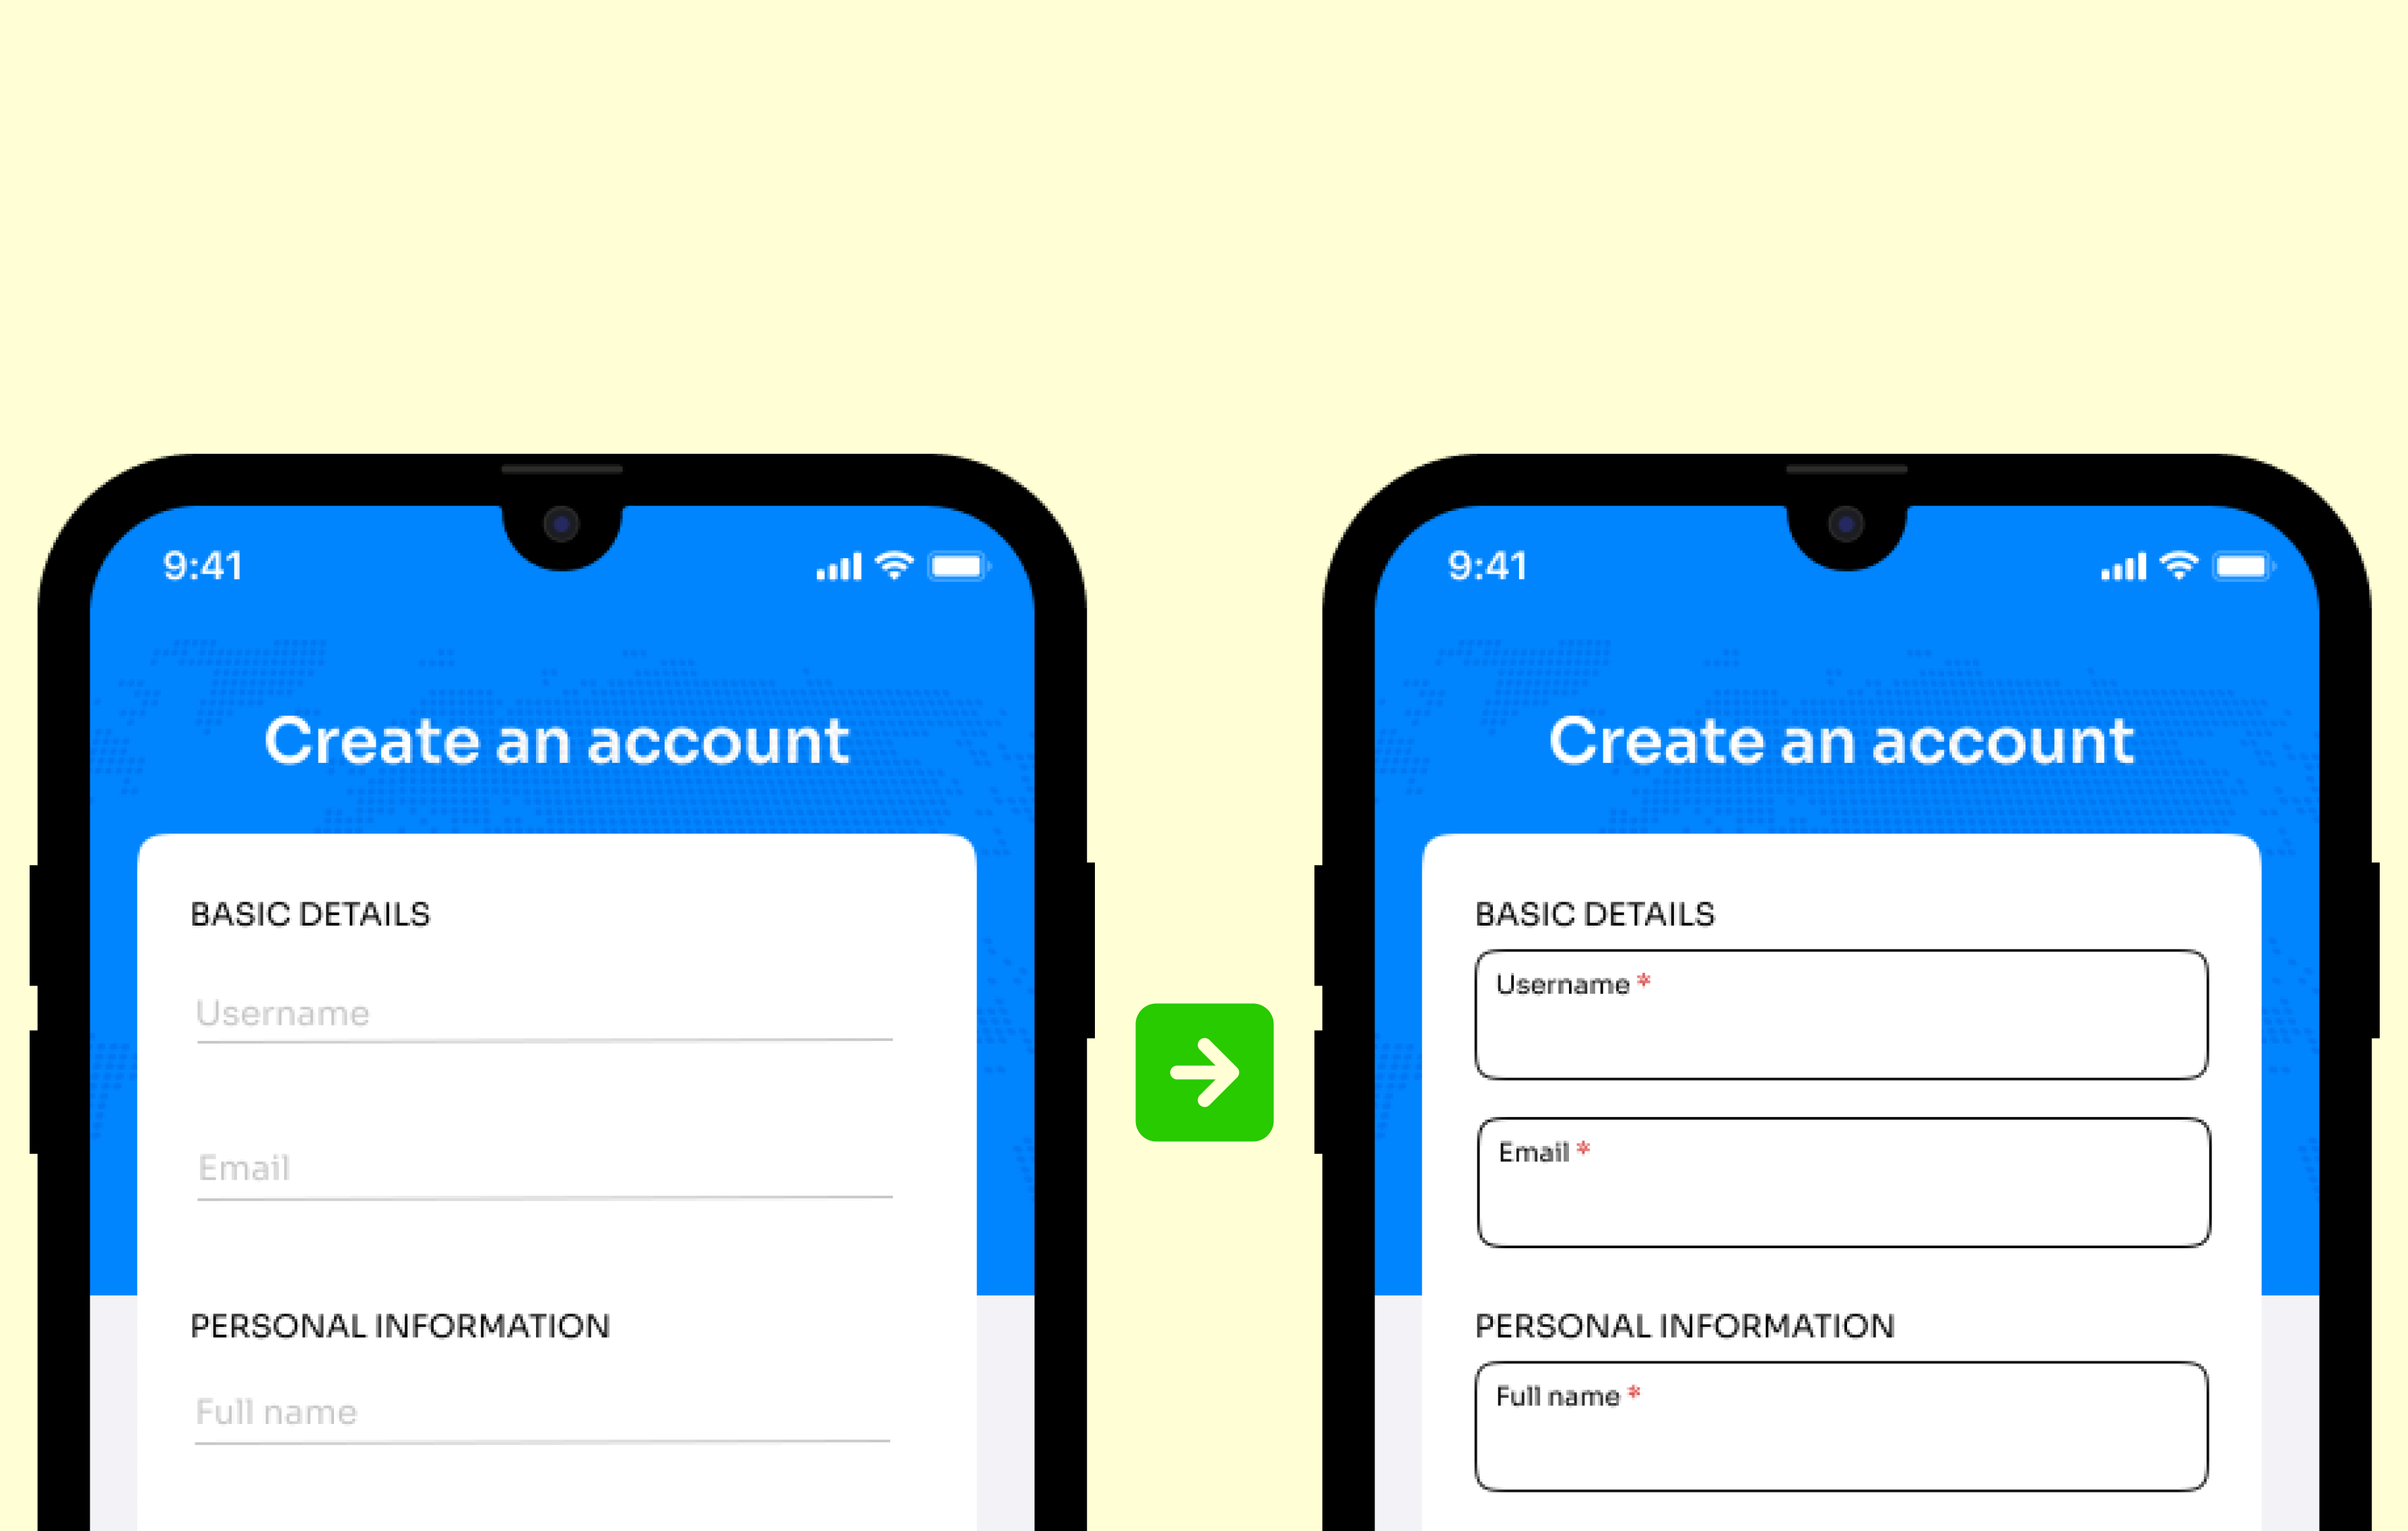 9:41
Create an account
BASIC DETAILS
Username
Email
PERSONAL INFORMATION
Full name
9:41
Create an account
BASIC DETAILS
Username *
Email *
PERSONAL INFORMATION
Full name *